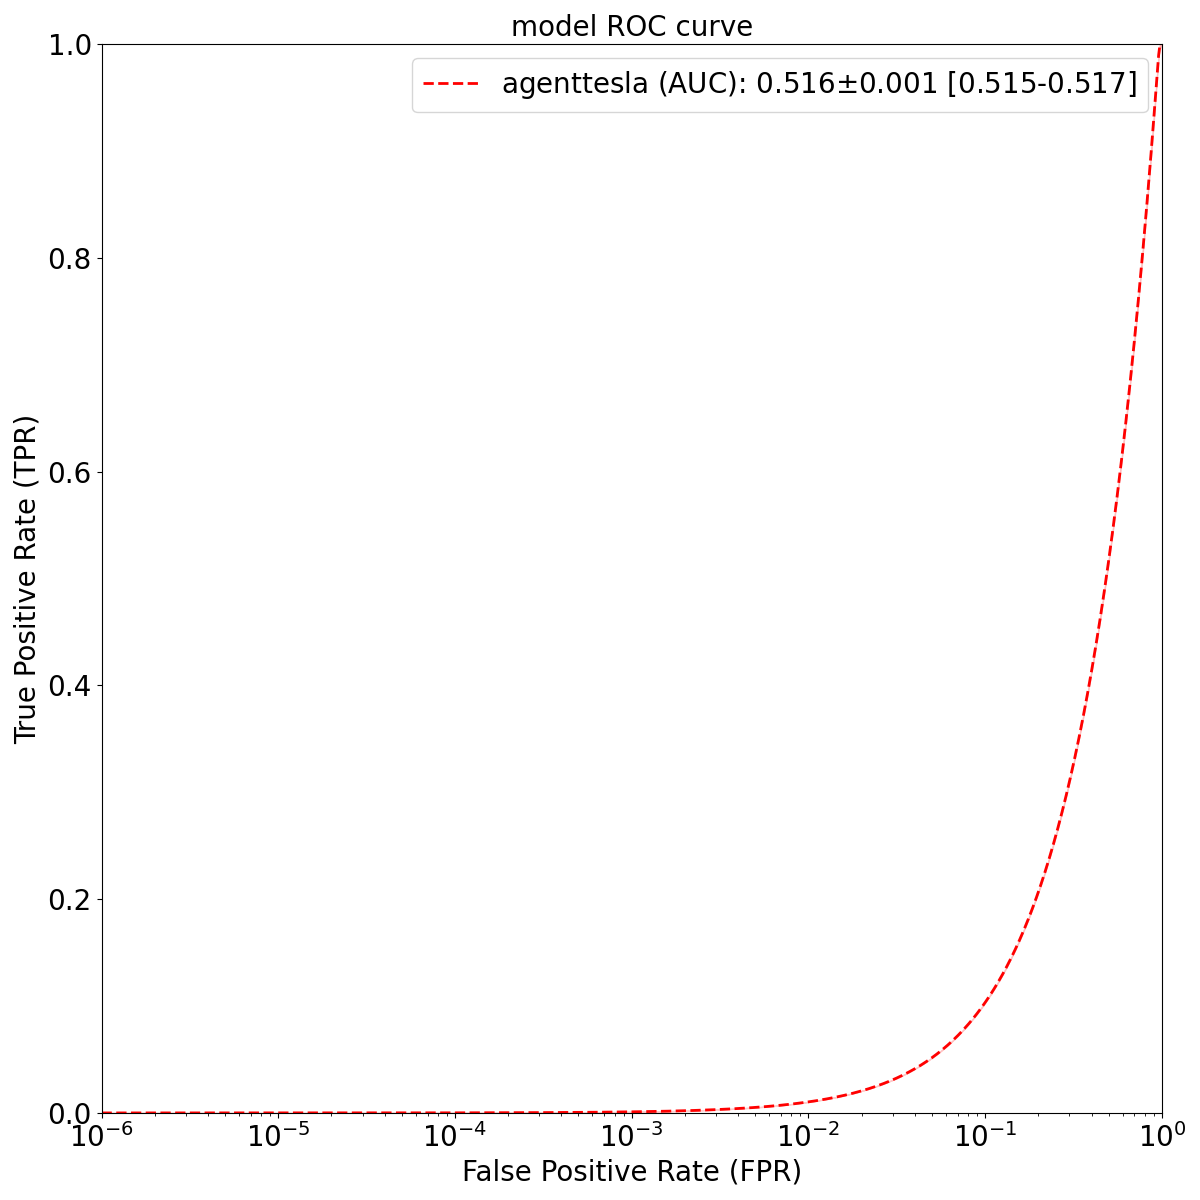 model ROC curve
agenttesla (AUC): 0.516±0.001 [0.515-0.517]
True Positive Rate (TPR)
1.0
0.8
0.6
0.4
0.2
0.0
10⁻⁶ 10⁻⁵ 10⁻⁴ 10⁻³ 10⁻² 10⁻¹ 10⁰
False Positive Rate (FPR)